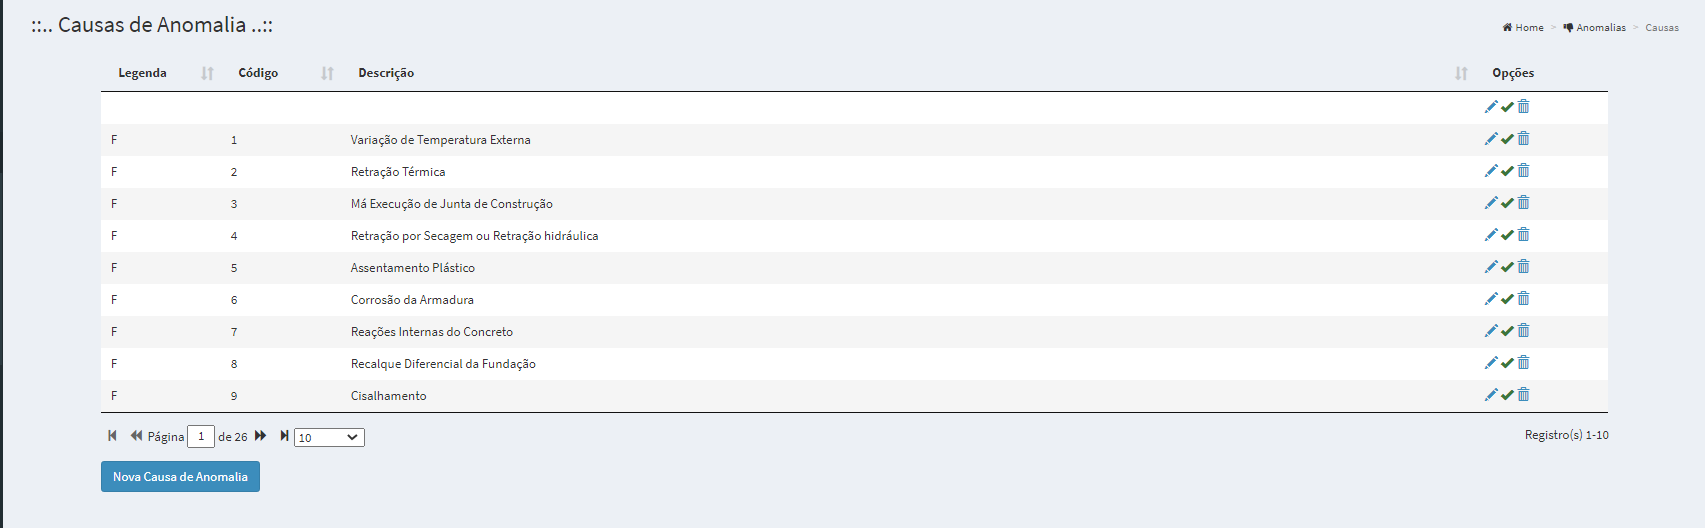 ::.. Causas de Anomalia ..::
Home > Anomalias > Causas
Legenda Código Descrição Opções
F 1 Variação de Temperatura Externa
F 2 Retração Térmica
F 3 Má Execução de Junta de Construção
F 4 Retração por Secagem ou Retração hidráulica
F 5 Assentamento Plástico
F 6 Corrosão da Armadura
F 7 Reações Internas do Concreto
F 8 Recalque Diferencial da Fundação
F 9 Cisalhamento
Página 1 de 26 10 Registro(s) 1-10
Nova Causa de Anomalia